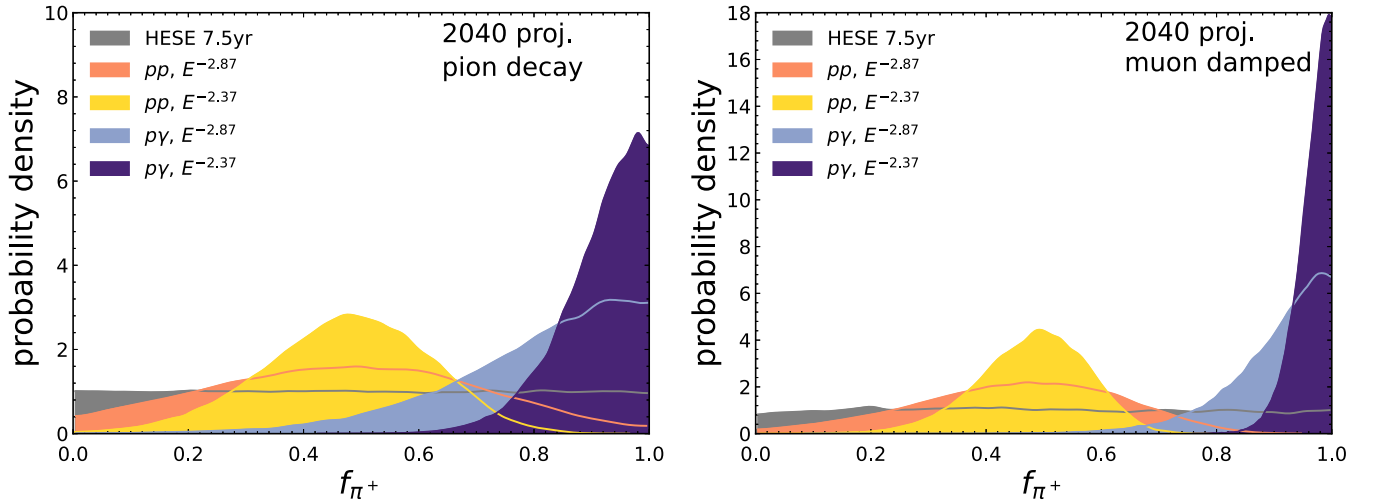 2040 proj.
pion decay
HESE 7.5yr
pp, E^{-2.87}
pp, E^{-2.37}
pγ, E^{-2.87}
pγ, E^{-2.37}
probability density
10
8
6
4
2
0
0.0 0.2 0.4 0.6 0.8 1.0
f_{π^+}
2040 proj.
muon damped
HESE 7.5yr
pp, E^{-2.87}
pp, E^{-2.37}
pγ, E^{-2.87}
pγ, E^{-2.37}
probability density
18
16
14
12
10
8
6
4
2
0
0.0 0.2 0.4 0.6 0.8 1.0
f_{π^+}